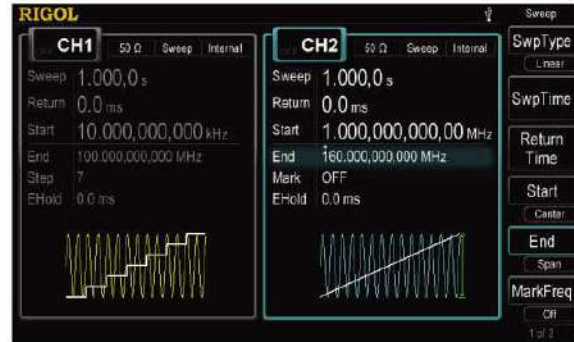 RIGOL
Sweep
CH1 50 Ω Sweep Internal
Sweep 1.000,0 s
Return 0.0 ms
Start 10.000,000,000 kHz
End 100.000,000,000 MHz
Step 7
EHold 0.0 ms
CH2 50 Ω Sweep Internal
Sweep 1.000,0 s
Return 0.0 ms
Start 1.000,000,000,00 MHz
End 160.000,000,000 MHz
Mark OFF
EHold 0.0 ms
SwpType
Linear
SwpTime
Return
Time
Start
Center
End
Span
MarkFreq
Off
1 of 2